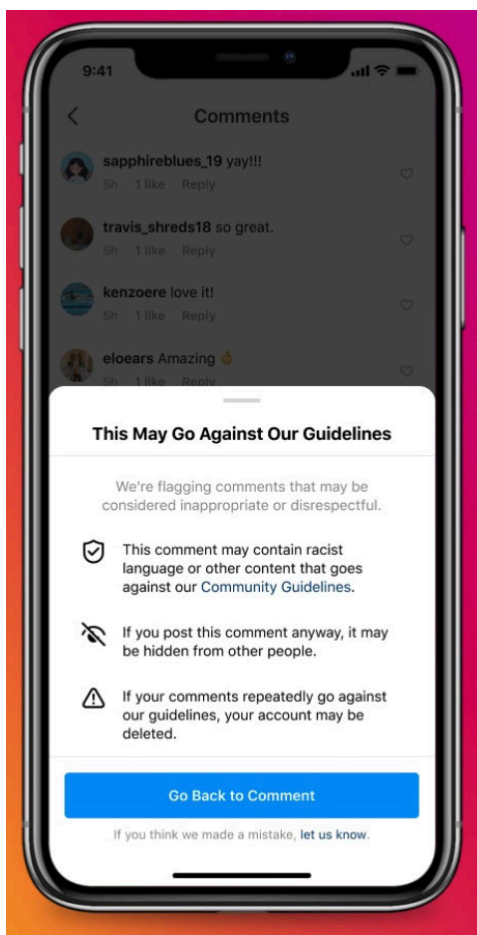 9:41
Comments
sapphireblues_19 yay!!!
5h 1 like Reply
travis_shreds18 so great.
5h 1 like Reply
kenzoere love it!
5h 1 like Reply
eloears Amazing 👌
5h 1 like Reply
This May Go Against Our Guidelines
We're flagging comments that may be
considered inappropriate or disrespectful.
This comment may contain racist
language or other content that goes
against our Community Guidelines.
If you post this comment anyway, it may
be hidden from other people.
If your comments repeatedly go against
our guidelines, your account may be
deleted.
Go Back to Comment
If you think we made a mistake, let us know.